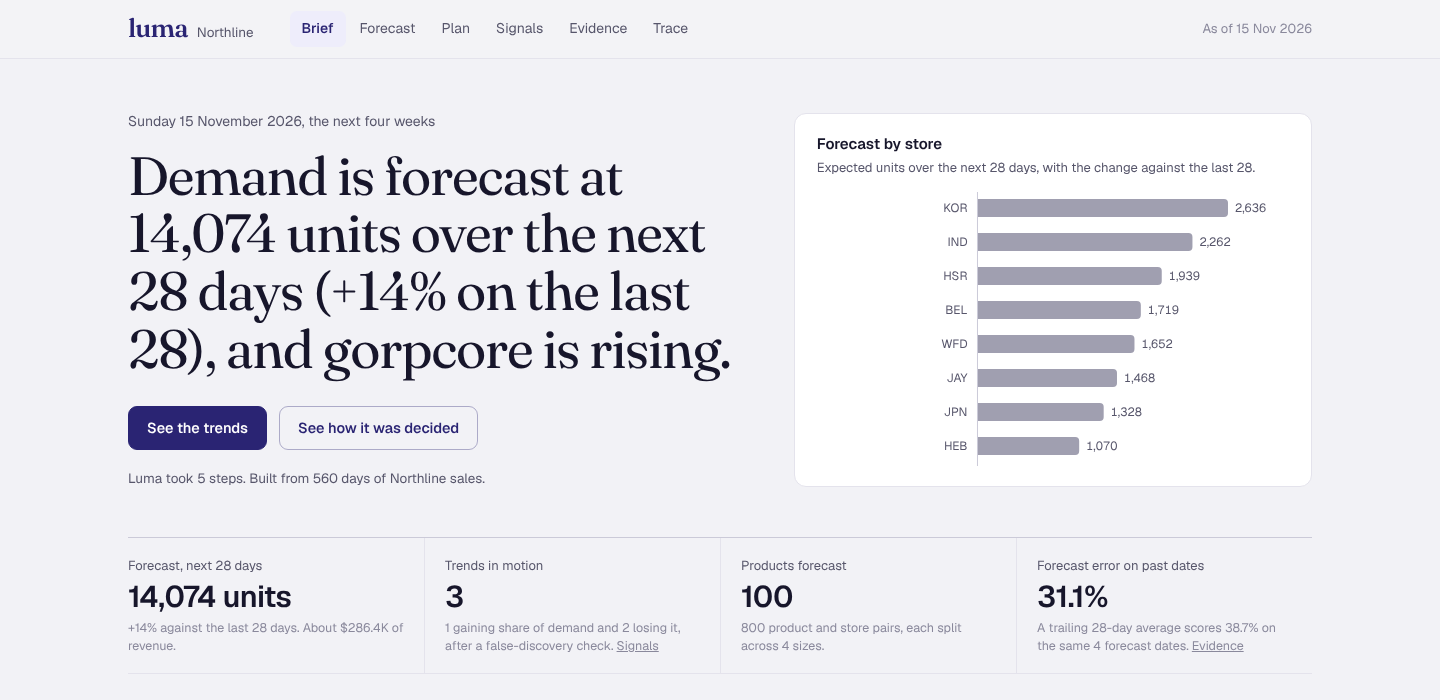 luma Northline Brief Forecast Plan Signals Evidence Trace As of 15 Nov 2026
Sunday 15 November 2026, the next four weeks
Demand is forecast at
14,074 units over the next
28 days (+14% on the last
28), and gorpcore is rising.
See the trends See how it was decided
Luma took 5 steps. Built from 560 days of Northline sales.
Forecast by store
Expected units over the next 28 days, with the change against the last 28.
KOR 2,636
IND 2,262
HSR 1,939
BEL 1,719
WFD 1,652
JAY 1,468
JPN 1,328
HEB 1,070
Forecast, next 28 days
14,074 units
+14% against the last 28 days. About $286.4K of
revenue.
Trends in motion
3
1 gaining share of demand and 2 losing it,
after a false-discovery check. Signals
Products forecast
100
800 product and store pairs, each split
across 4 sizes.
Forecast error on past dates
31.1%
A trailing 28-day average scores 38.7% on
the same 4 forecast dates. Evidence